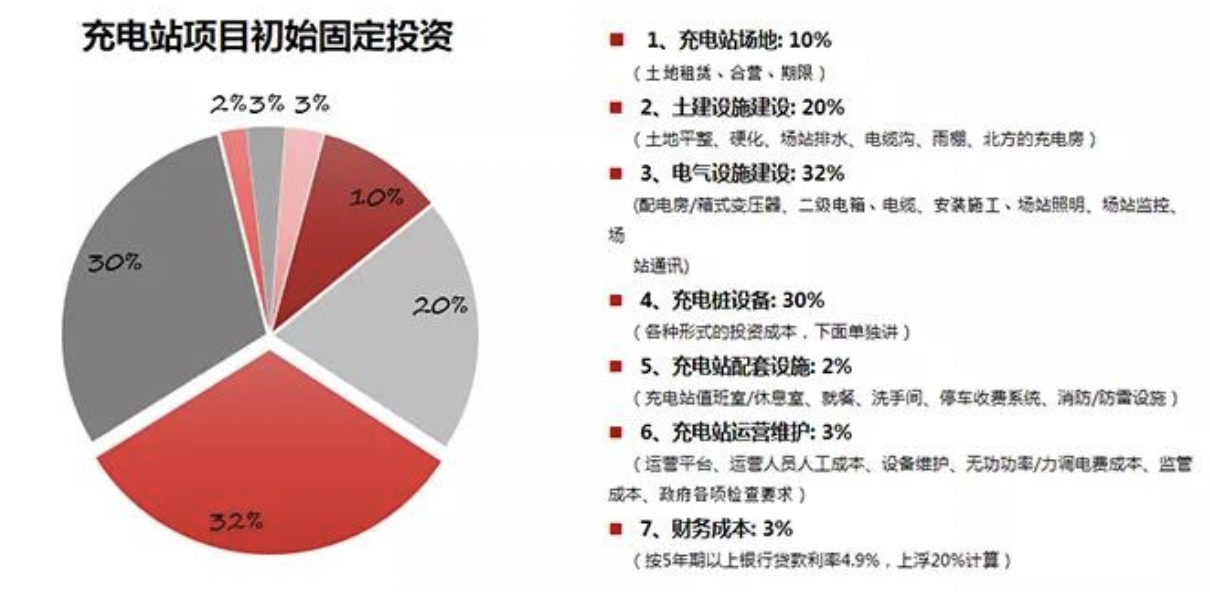 充电站项目初始固定投资
2% 3% 3%
10%
30%
20%
32%
■ 1、充电站场地: 10%
（土地租赁、合营、期限）
■ 2、土建设施建设: 20%
（土地平整、硬化、场站排水、电缆沟、雨棚、北方的充电房）
■ 3、电气设施建设: 32%
(配电房/箱式变压器、二级电箱、电缆、安装施工、场站照明、场站监控、
场
站通讯)
■ 4、充电桩设备: 30%
（各种形式的投资成本，下面单独讲）
■ 5、充电站配套设施: 2%
（充电站值班室/休息室、就餐、洗手间、停车收费系统、消防/防雷设施）
■ 6、充电站运营维护: 3%
（运营平台、运营人员人工成本、设备维护、无功功率/力调电费成本、监管
成本、政府各项检查要求）
■ 7、财务成本: 3%
（按5年期以上银行贷款利率4.9%，上浮20%计算）